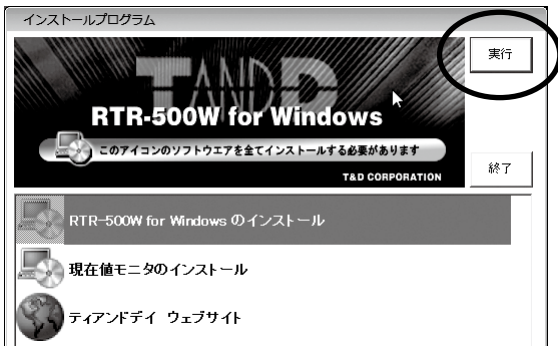 インストールプログラム
実行
TANDD
RTR-500W for Windows
このアイコンのソフトウエアを全てインストールする必要があります
T&D CORPORATION
終了
RTR-500W for Windows のインストール
現在値モニタのインストール
ティアンドデイ ウェブサイト